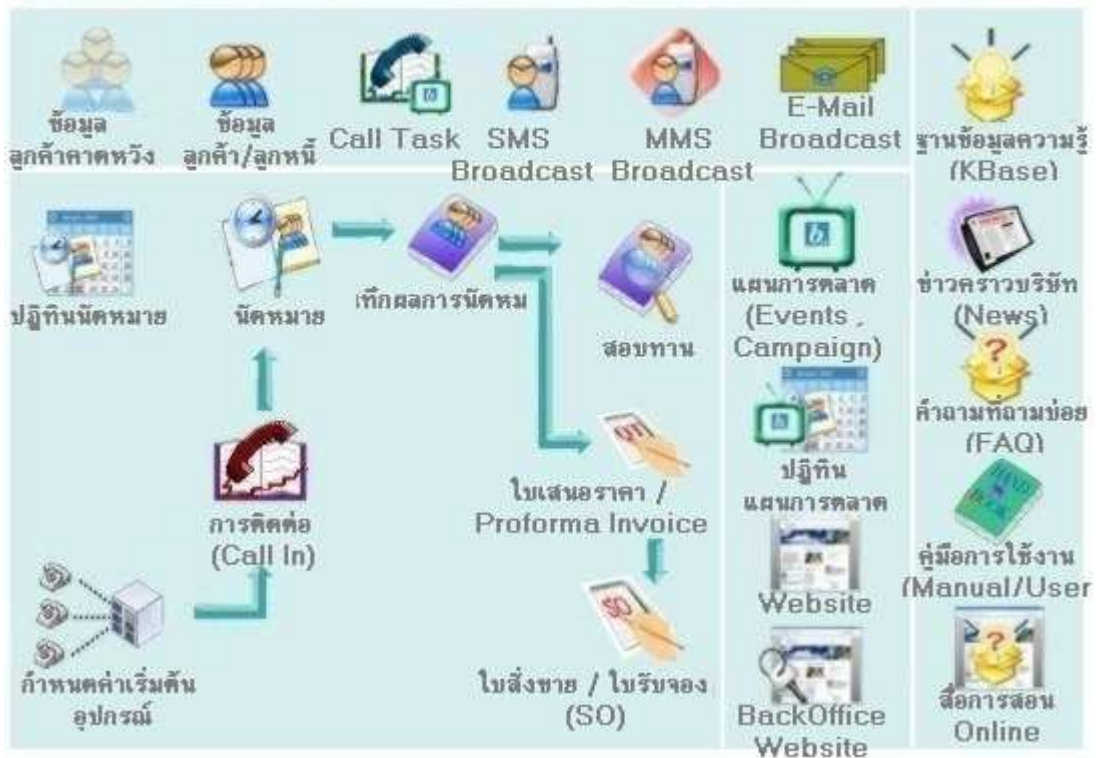 ข้อมูล
ลูกค้าคาดหวัง
ข้อมูล
ลูกค้า/ลูกหนี้
Call Task
SMS
Broadcast
MMS
Broadcast
E-Mail
Broadcast
ฐานข้อมูลความรู้
(KBase)
ปฏิทินนัดหมาย
นัดหมาย
ทึกผลการนัดหม
สอบทาน
แผนการตลาด
(Events ,
Campaign)
ข่าวคราวบริษัท
(News)
การติดต่อ
(Call In)
QT
ใบเสนอราคา /
Proforma Invoice
ปฏิทิน
แผนการตลาด
คำถามที่ถามบ่อย
(FAQ)
HAND
BOOK
คู่มือการใช้งาน
(Manual/User
กำหนดค่าเริ่มต้น
อุปกรณ์
SO
ใบสั่งขาย / ใบรับจอง
(SO)
Website
BackOffice
Website
สื่อการสอน
Online